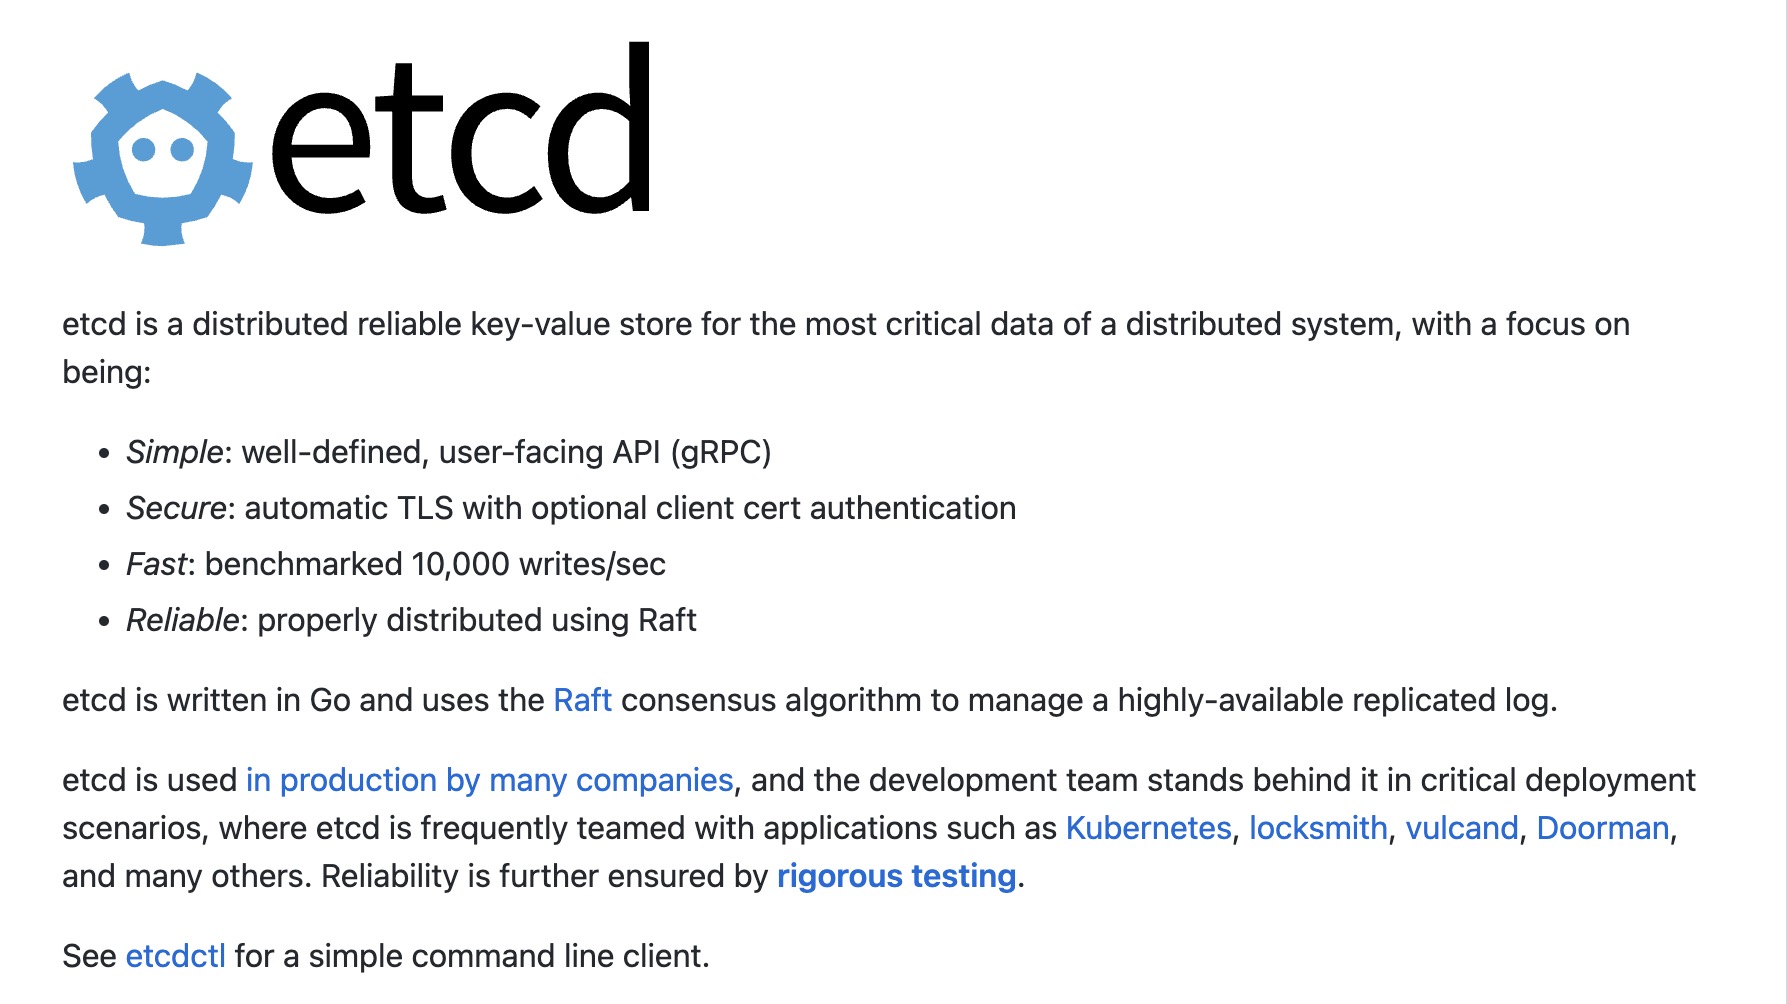 etcd
etcd is a distributed reliable key-value store for the most critical data of a distributed system, with a focus on
being:
• Simple: well-defined, user-facing API (gRPC)
• Secure: automatic TLS with optional client cert authentication
• Fast: benchmarked 10,000 writes/sec
• Reliable: properly distributed using Raft
etcd is written in Go and uses the Raft consensus algorithm to manage a highly-available replicated log.
etcd is used in production by many companies, and the development team stands behind it in critical deployment
scenarios, where etcd is frequently teamed with applications such as Kubernetes, locksmith, vulcand, Doorman,
and many others. Reliability is further ensured by rigorous testing.
See etcdctl for a simple command line client.